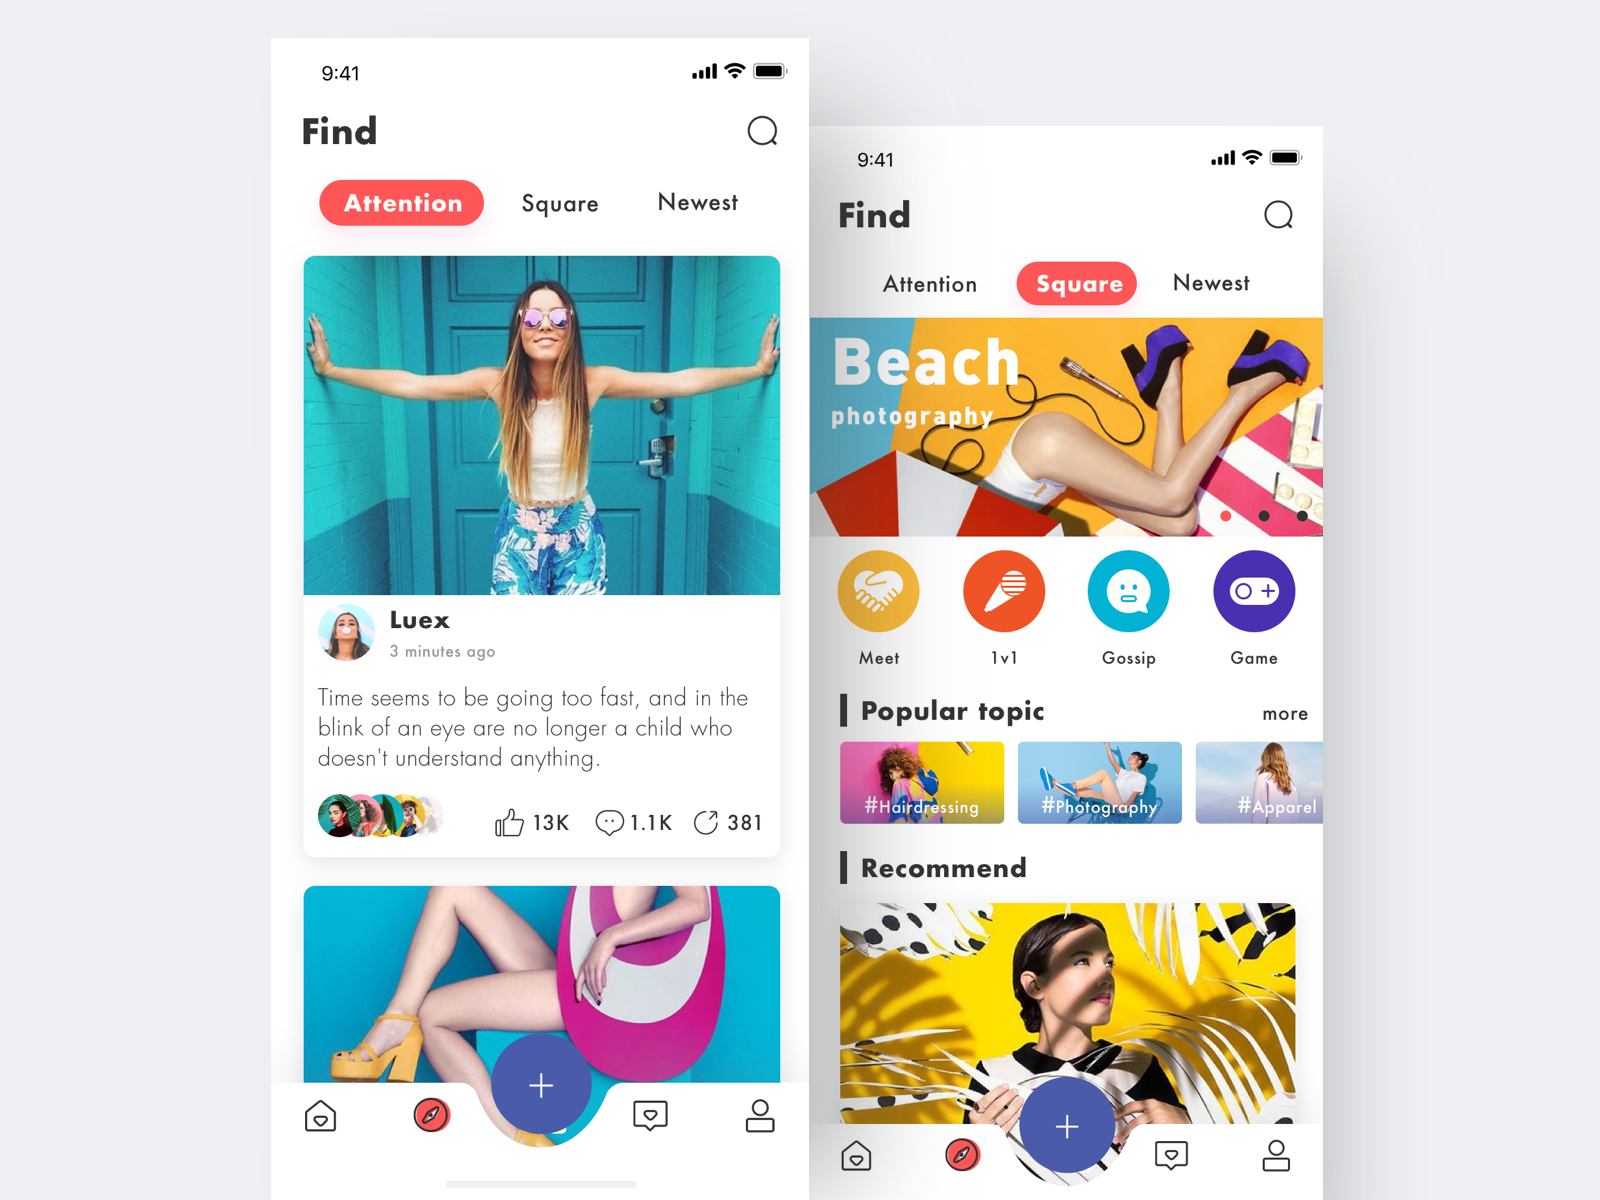 9:41
Find
Attention Square Newest
Luex
3 minutes ago
Time seems to be going too fast, and in the
blink of an eye are no longer a child who
doesn't understand anything.
13K 1.1K 381
9:41
Find
Attention Square Newest
Beach
photography
Meet 1v1 Gossip Game
Popular topic more
#Hairdressing #Photography #Apparel
Recommend